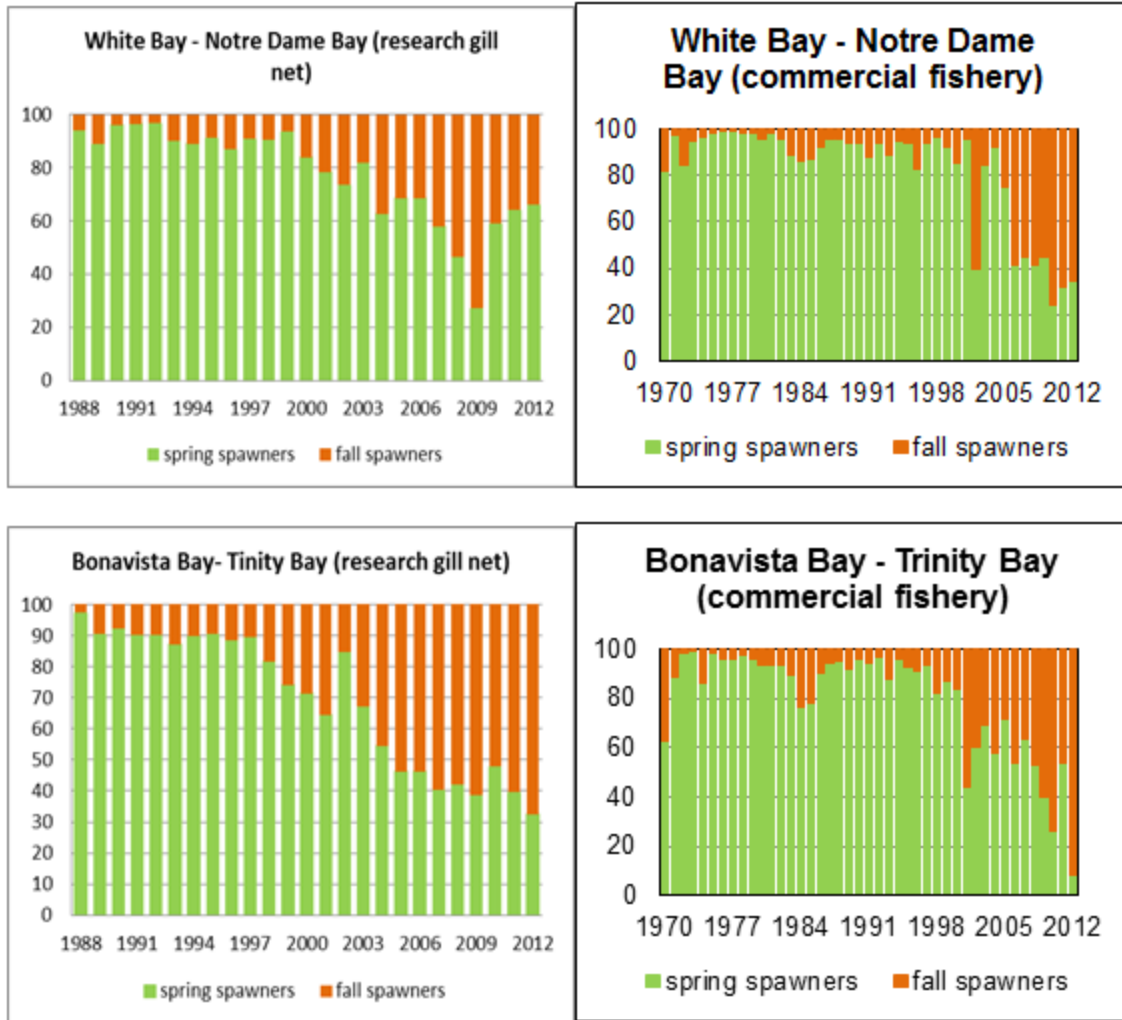 White Bay - Notre Dame Bay (research gill
net)
100
80
60
40
20
0
1988 1991 1994 1997 2000 2003 2006 2009 2012
spring spawners fall spawners
White Bay - Notre Dame
Bay (commercial fishery)
100
80
60
40
20
0
1970 1977 1984 1991 1998 2005 2012
spring spawners fall spawners
Bonavista Bay- Tinity Bay (research gill net)
100
90
80
70
60
50
40
30
20
10
0
1988 1991 1994 1997 2000 2003 2006 2009 2012
spring spawners fall spawners
Bonavista Bay - Trinity Bay
(commercial fishery)
100
80
60
40
20
0
1970 1977 1984 1991 1998 2005 2012
spring spawners fall spawners